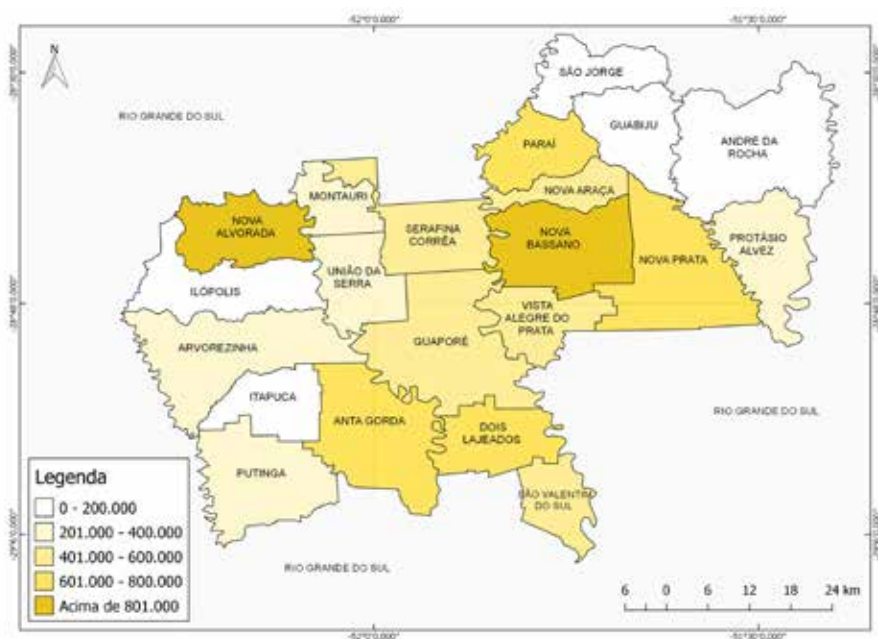 -52°0'0.000"
-51°30'0.000"
N
SÃO JORGE
RIO GRANDE DO SUL
GUABIJU
ANDRÉ DA
ROCHA
PARAÍ
MONTAURI
NOVA ARAÇA
NOVA
ALVORADA
SERAFINA
CORRÊA
NOVA
BASSANO
PROTÁSIO
ALVEZ
NOVA PRATA
UNIÃO DA
SERRA
ILÓPOLIS
VISTA
ALEGRE DO
PRATA
GUAPORÉ
ARVOREZINHA
ITAPUCA
RIO GRANDE DO SUL
ANTA GORDA
DOIS
LAJEADOS
PUTINGA
SÃO VALENTIM
DO SUL
Legenda
0 - 200.000
201.000 - 400.000
401.000 - 600.000
601.000 - 800.000
Acima de 801.000
RIO GRANDE DO SUL
6 0 6 12 18 24 km
-52°0'0.000"
-51°30'0.000"